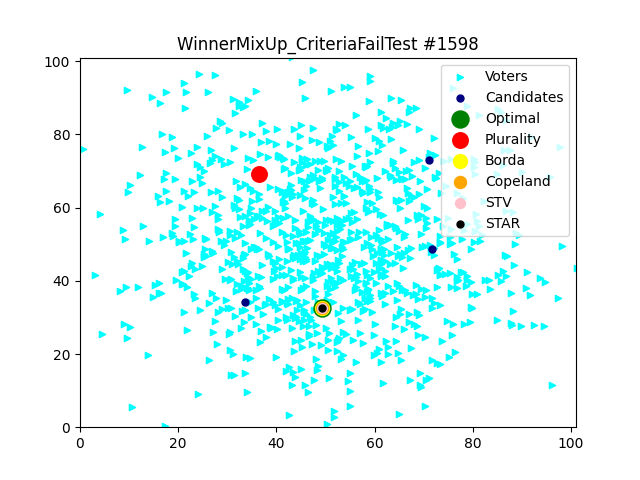 WinnerMixUp_CriteriaFailTest #1598
100
80
60
40
20
0
0
20
40
60
80
100
Voters
Candidates
Optimal
Plurality
Borda
Copeland
STV
STAR